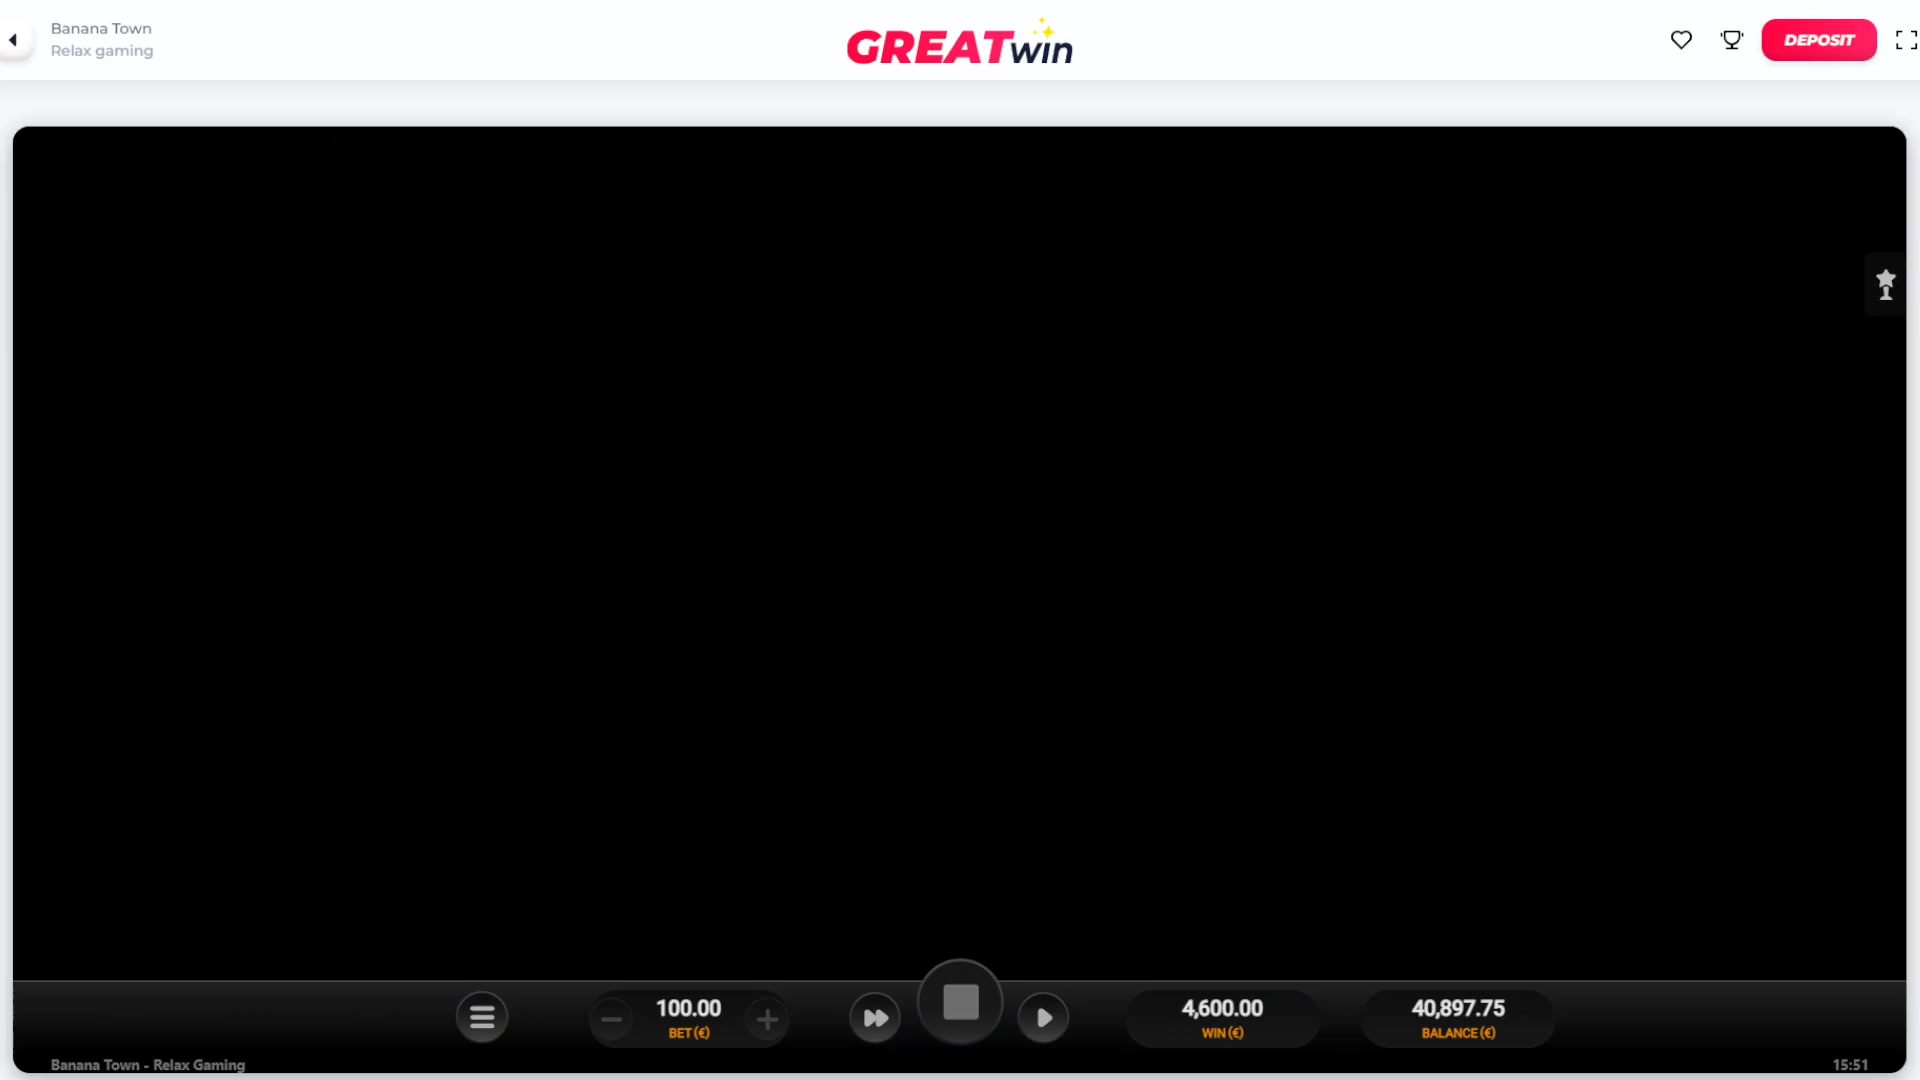 Banana Town
Relax gaming
GREATwin
DEPOSIT
100.00
BET (€)
4,600.00
WIN (€)
40,897.75
BALANCE (€)
Banana Town - Relax Gaming
15:51